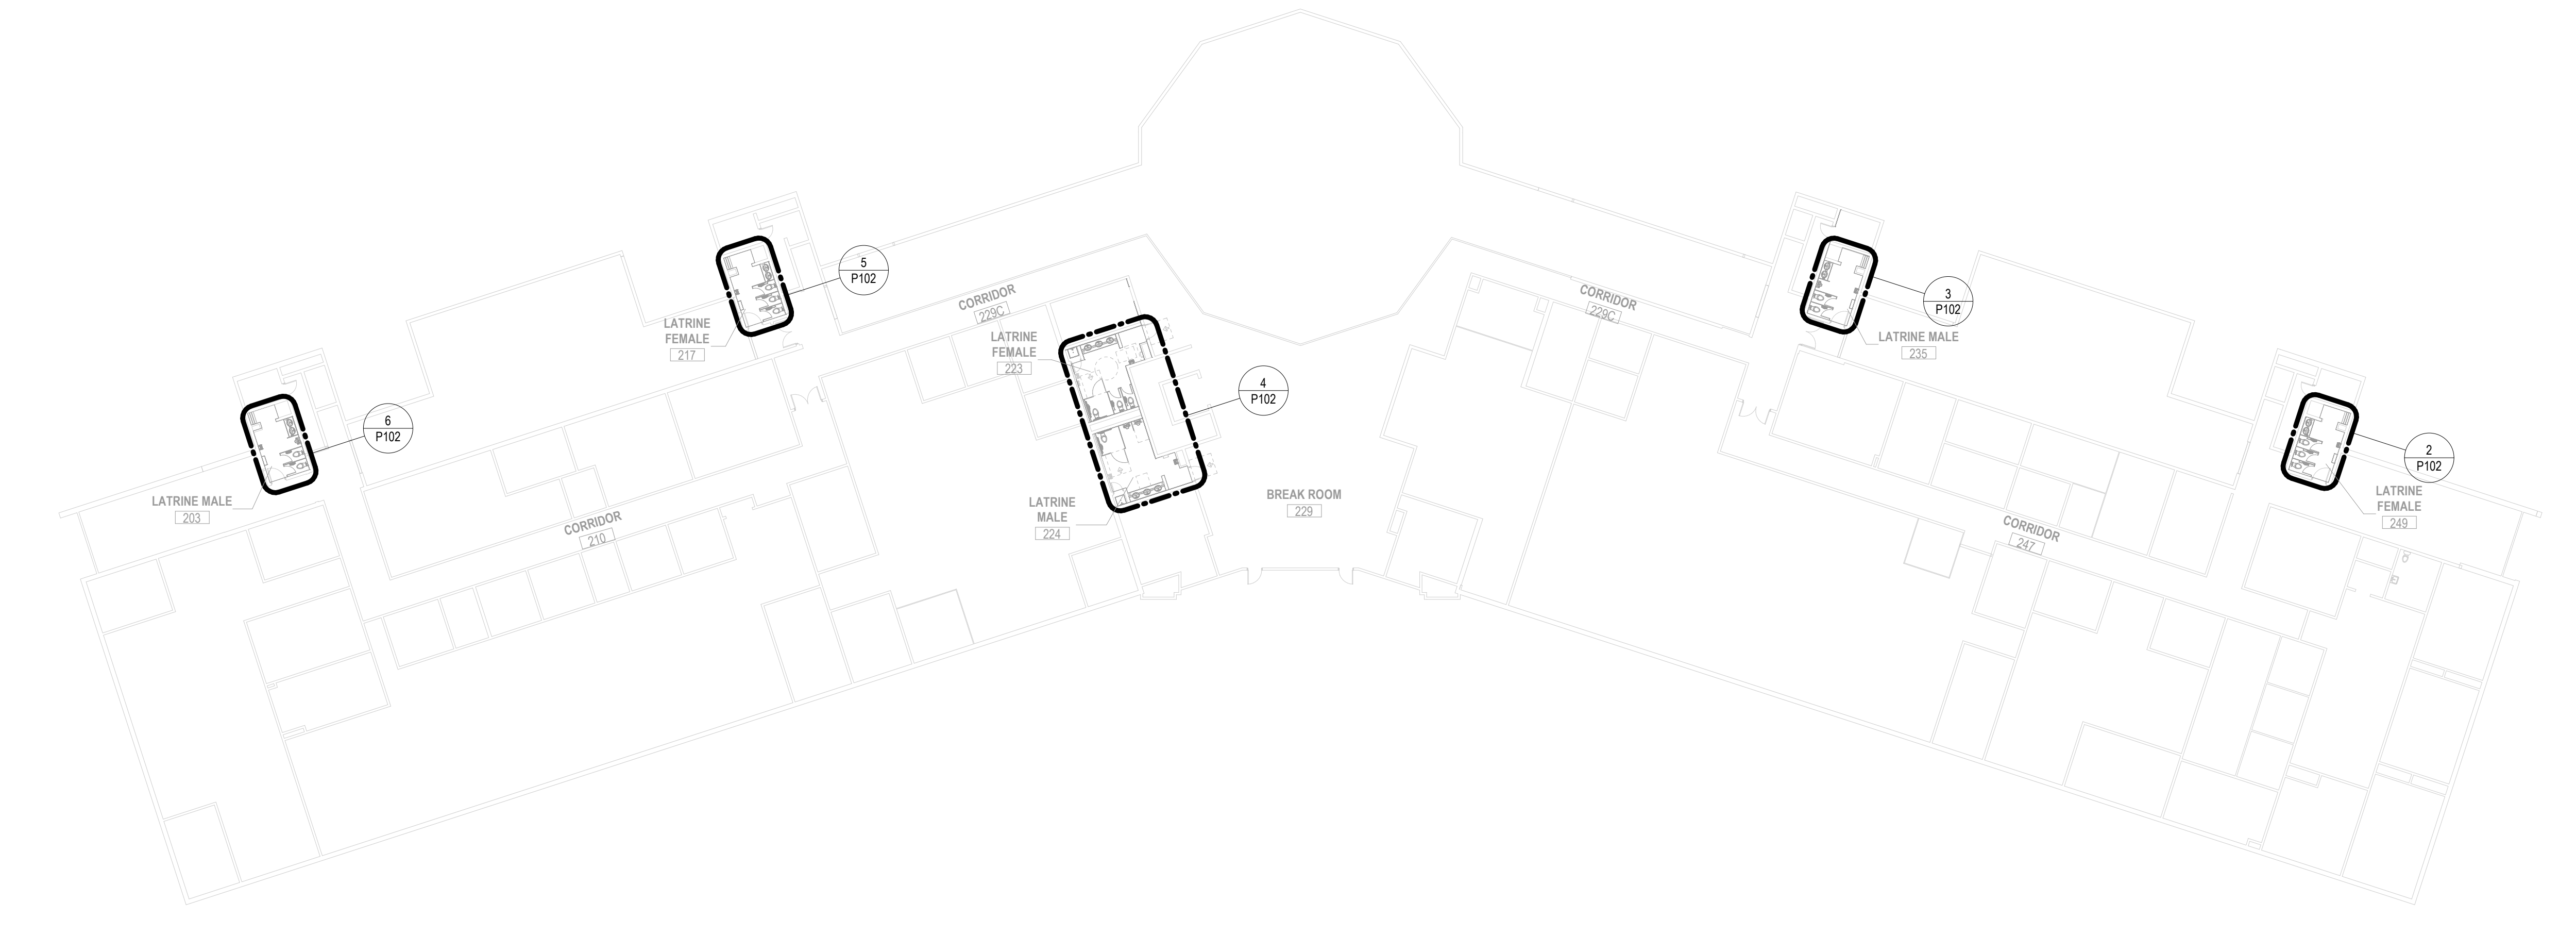 5
P102
CORRIDOR
229C
LATRINE
FEMALE
217
LATRINE
FEMALE
223
4
P102
CORRIDOR
229C
3
P102
LATRINE MALE
235
6
P102
LATRINE MALE
203
CORRIDOR
210
LATRINE
MALE
224
BREAK ROOM
229
2
P102
LATRINE
FEMALE
249
CORRIDOR
247